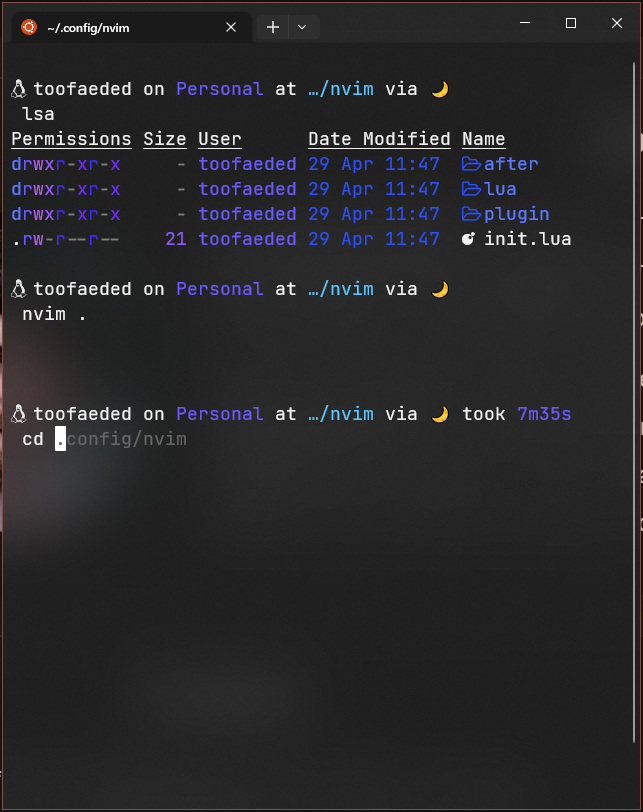 ~/.config/nvim
toofaeded on Personal at …/nvim via 🌙
lsa
Permissions Size User Date Modified Name
drwxr-xr-x - toofaeded 29 Apr 11:47 after
drwxr-xr-x - toofaeded 29 Apr 11:47 lua
drwxr-xr-x - toofaeded 29 Apr 11:47 plugin
.rw-r--r-- 21 toofaeded 29 Apr 11:47 init.lua
toofaeded on Personal at …/nvim via 🌙
nvim .
toofaeded on Personal at …/nvim via 🌙 took 7m35s
cd .config/nvim